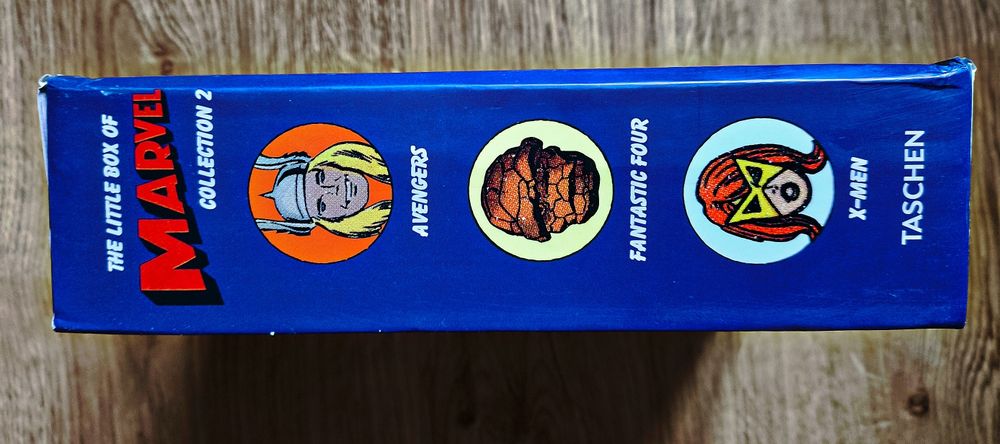 THE LITTLE BOX OF
MARVEL
COLLECTION 2
AVENGERS
FANTASTIC FOUR
X-MEN
TASCHEN